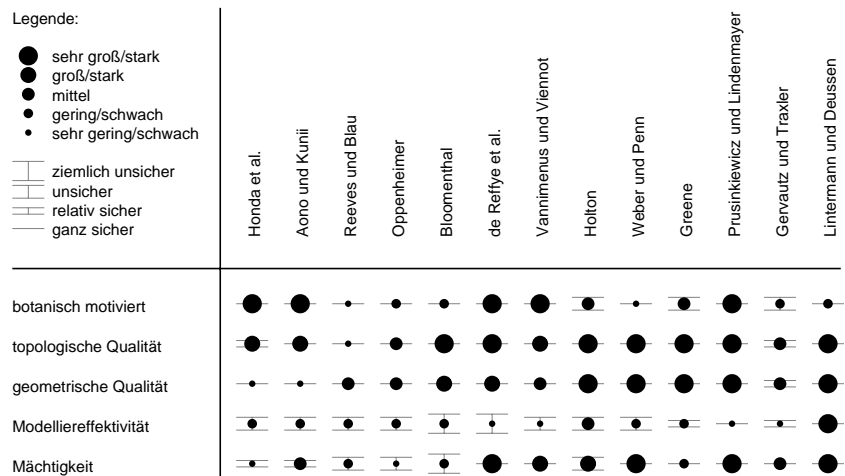 Legende:
sehr groß/stark
groß/stark
mittel
gering/schwach
sehr gering/schwach
ziemlich unsicher
unsicher
relativ sicher
ganz sicher
Honda et al.
Aono und Kunii
Reeves und Blau
Oppenheimer
Bloomenthal
de Reffye et al.
Vannimenus und Viennot
Holton
Weber und Penn
Greene
Prusinkiewicz und Lindenmayer
Gervautz und Traxler
Lintermann und Deussen
botanisch motiviert
topologische Qualität
geometrische Qualität
Modelliereffektivität
Mächtigkeit